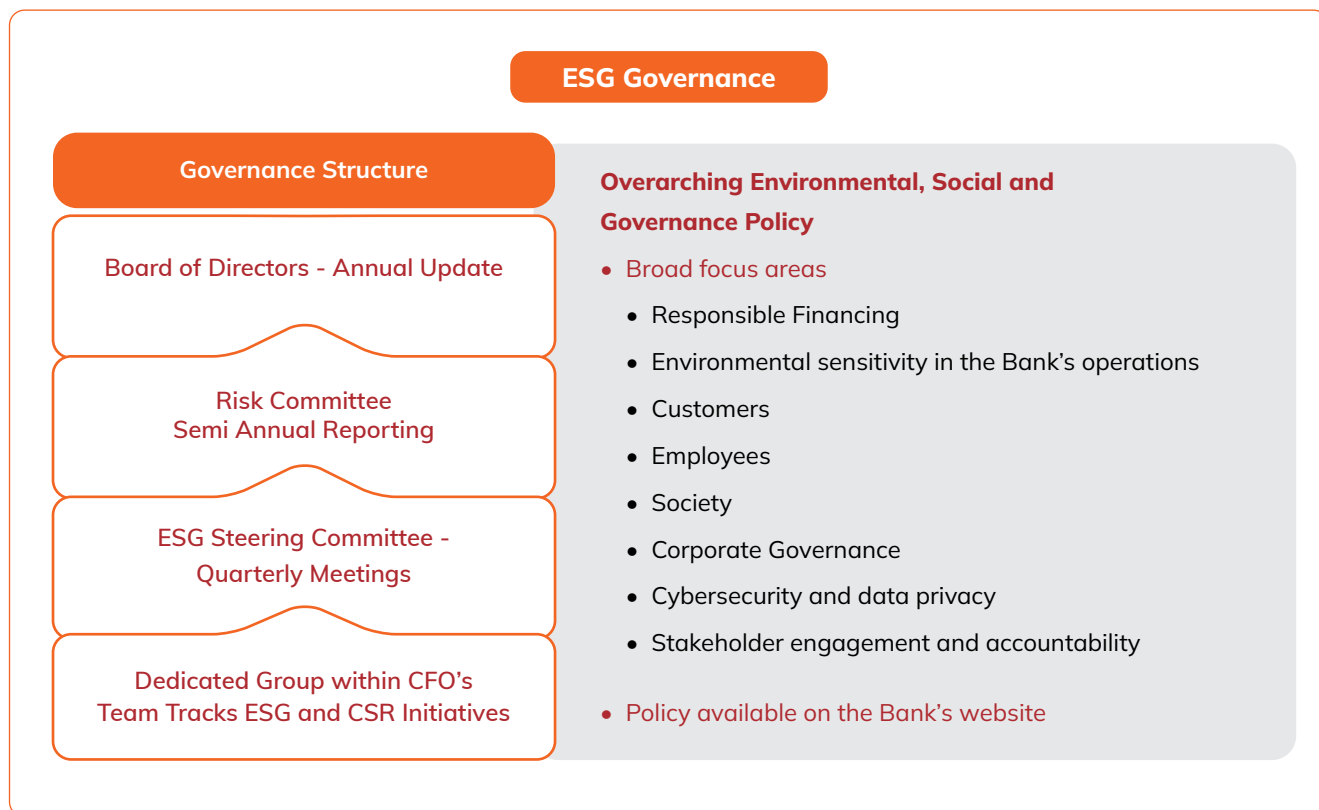 ESG Governance
Governance Structure
Board of Directors - Annual Update
Risk Committee
Semi Annual Reporting
ESG Steering Committee -
Quarterly Meetings
Dedicated Group within CFO’s
Team Tracks ESG and CSR Initiatives
Overarching Environmental, Social and
Governance Policy
• Broad focus areas
• Responsible Financing
• Environmental sensitivity in the Bank’s operations
• Customers
• Employees
• Society
• Corporate Governance
• Cybersecurity and data privacy
• Stakeholder engagement and accountability
• Policy available on the Bank’s website